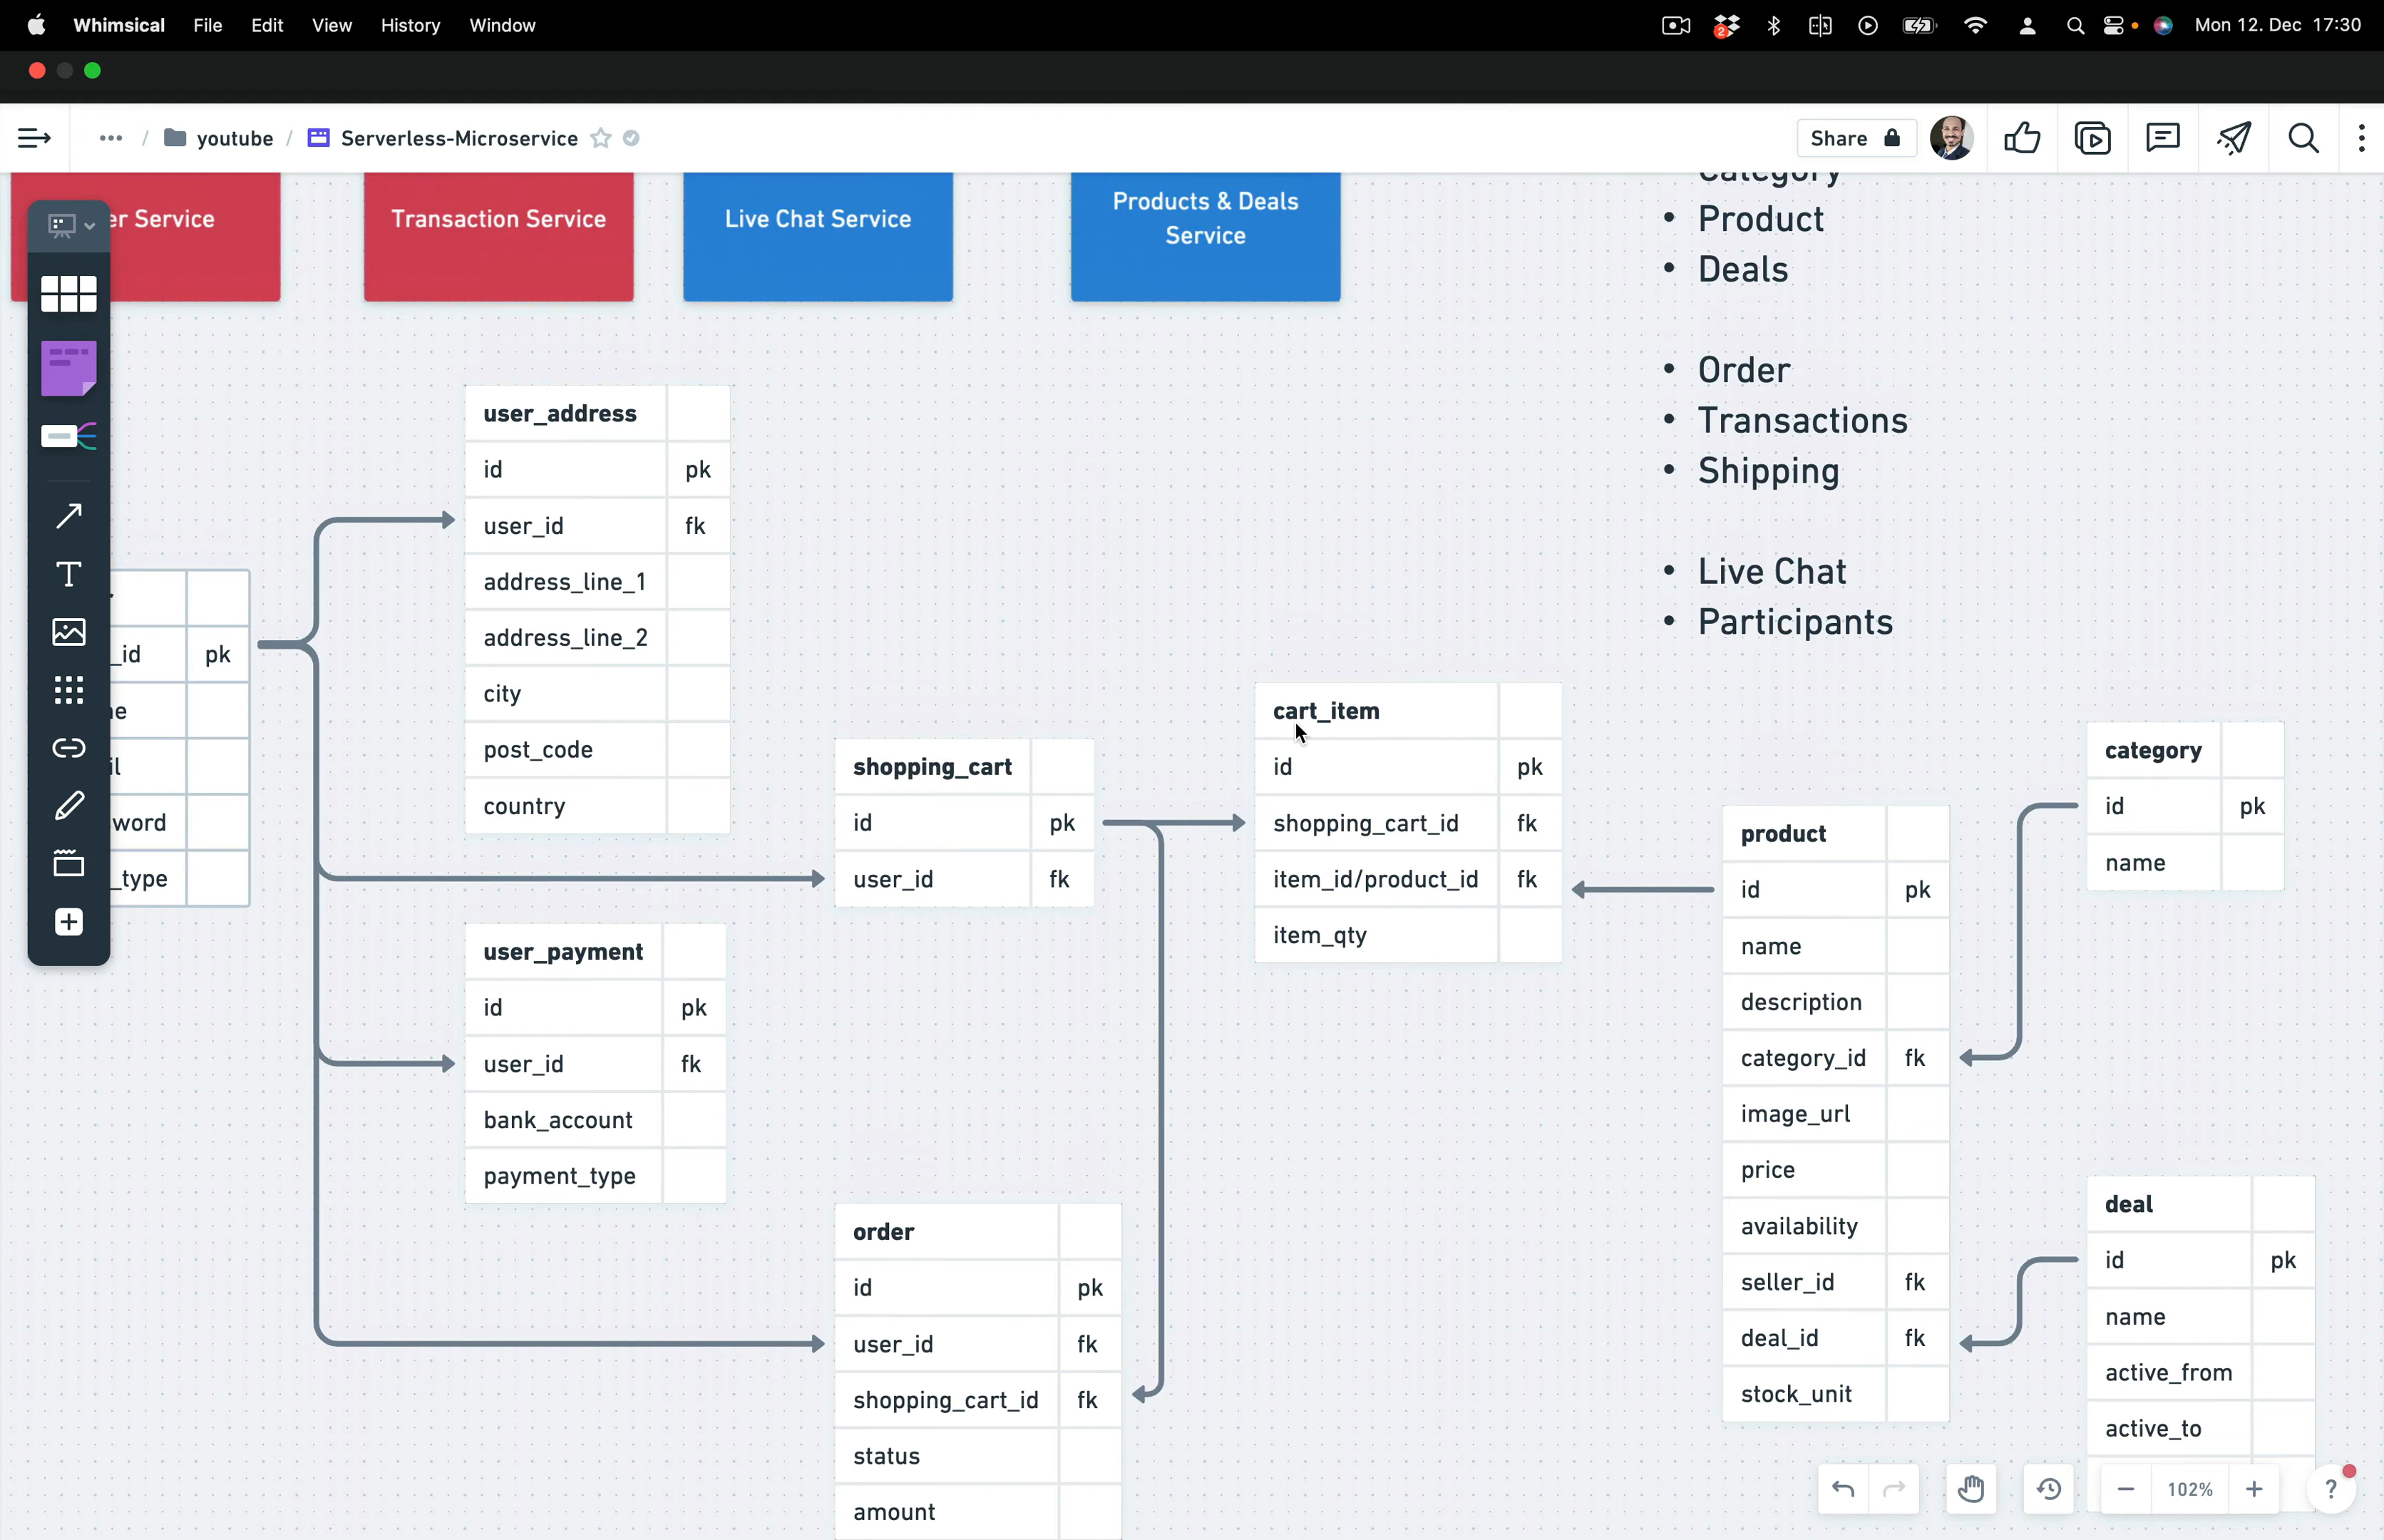 Whimsical File Edit View History Window
2
Mon 12. Dec 17:30
youtube / Serverless-Microservice
Share
er Service
Transaction Service
Live Chat Service
Products & Deals
Service
Category
• Product
• Deals
• Order
• Transactions
• Shipping
• Live Chat
• Participants
_id pk
word
_type
user_address
id pk
user_id fk
address_line_1
address_line_2
city
post_code
country
user_payment
id pk
user_id fk
bank_account
payment_type
shopping_cart
id pk
user_id fk
order
id pk
user_id fk
shopping_cart_id fk
status
amount
cart_item
id pk
shopping_cart_id fk
item_id/product_id fk
item_qty
product
id pk
name
description
category_id fk
image_url
price
availability
seller_id fk
deal_id fk
stock_unit
category
id pk
name
deal
id pk
name
active_from
active_to
102%
?